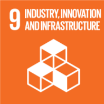 9 INDUSTRY, INNOVATION
AND INFRASTRUCTURE